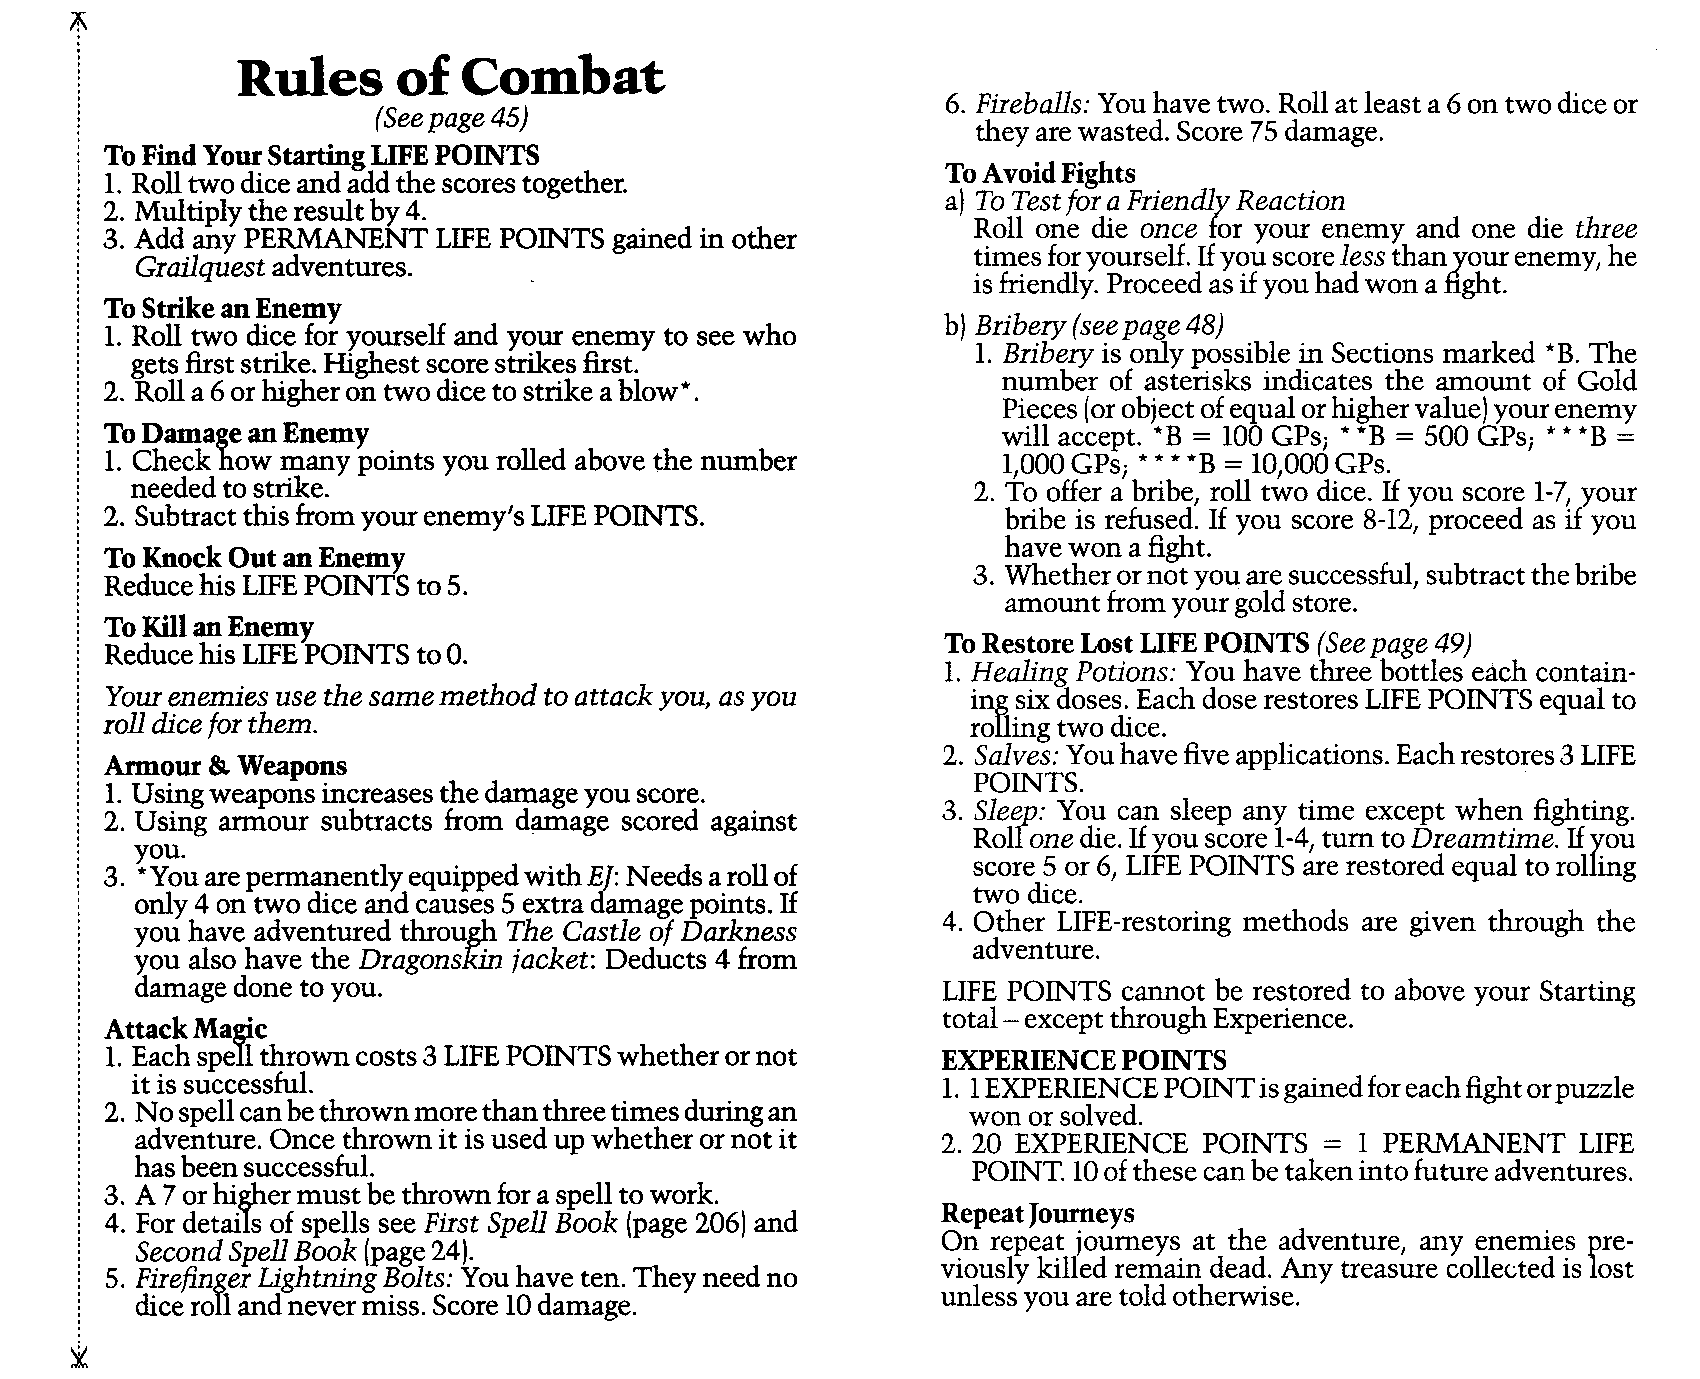 Rules of Combat
(See page 45)
To Find Your Starting LIFE POINTS
1. Roll two dice and add the scores together.
2. Multiply the result by 4.
3. Add any PERMANENT LIFE POINTS gained in other
Grailquest adventures.
To Strike an Enemy
1. Roll two dice for yourself and your enemy to see who
gets first strike. Highest score strikes first.
2. Roll a 6 or higher on two dice to strike a blow*.
To Damage an Enemy
1. Check how many points you rolled above the number
needed to strike.
2. Subtract this from your enemy's LIFE POINTS.
To Knock Out an Enemy
Reduce his LIFE POINTS to 5.
To Kill an Enemy
Reduce his LIFE POINTS to 0.
Your enemies use the same method to attack you, as you
roll dice for them.
Armour & Weapons
1. Using weapons increases the damage you score.
2. Using armour subtracts from damage scored against
you.
3. *You are permanently equipped with EJ: Needs a roll of
only 4 on two dice and causes 5 extra damage points. If
you have adventured through The Castle of Darkness
you also have the Dragonskin jacket: Deducts 4 from
damage done to you.
Attack Magic
1. Each spell thrown costs 3 LIFE POINTS whether or not
it is successful.
2. No spell can be thrown more than three times during an
adventure. Once thrown it is used up whether or not it
has been successful.
3. A 7 or higher must be thrown for a spell to work.
4. For details of spells see First Spell Book (page 206) and
Second Spell Book (page 24).
5. Firefinger Lightning Bolts: You have ten. They need no
dice roll and never miss. Score 10 damage.
6. Fireballs: You have two. Roll at least a 6 on two dice or
they are wasted. Score 75 damage.
To Avoid Fights
a) To Test for a Friendly Reaction
Roll one die once for your enemy and one die three
times for yourself. If you score less than your enemy, he
is friendly. Proceed as if you had won a fight.
b) Bribery (see page 48)
1. Bribery is only possible in Sections marked *B. The
number of asterisks indicates the amount of Gold
Pieces (or object of equal or higher value) your enemy
will accept. *B = 100 GPs; **B = 500 GPs; ***B =
1,000 GPs; ****B = 10,000 GPs.
2. To offer a bribe, roll two dice. If you score 1-7, your
bribe is refused. If you score 8-12, proceed as if you
have won a fight.
3. Whether or not you are successful, subtract the bribe
amount from your gold store.
To Restore Lost LIFE POINTS (See page 49)
1. Healing Potions: You have three bottles each contain-
ing six doses. Each dose restores LIFE POINTS equal to
rolling two dice.
2. Salves: You have five applications. Each restores 3 LIFE
POINTS.
3. Sleep: You can sleep any time except when fighting.
Roll one die. If you score 1-4, turn to Dreamtime. If you
score 5 or 6, LIFE POINTS are restored equal to rolling
two dice.
4. Other LIFE-restoring methods are given through the
adventure.
LIFE POINTS cannot be restored to above your Starting
total – except through Experience.
EXPERIENCE POINTS
1. 1 EXPERIENCE POINT is gained for each fight or puzzle
won or solved.
2. 20 EXPERIENCE POINTS = 1 PERMANENT LIFE
POINT. 10 of these can be taken into future adventures.
Repeat Journeys
On repeat journeys at the adventure, any enemies pre-
viously killed remain dead. Any treasure collected is lost
unless you are told otherwise.